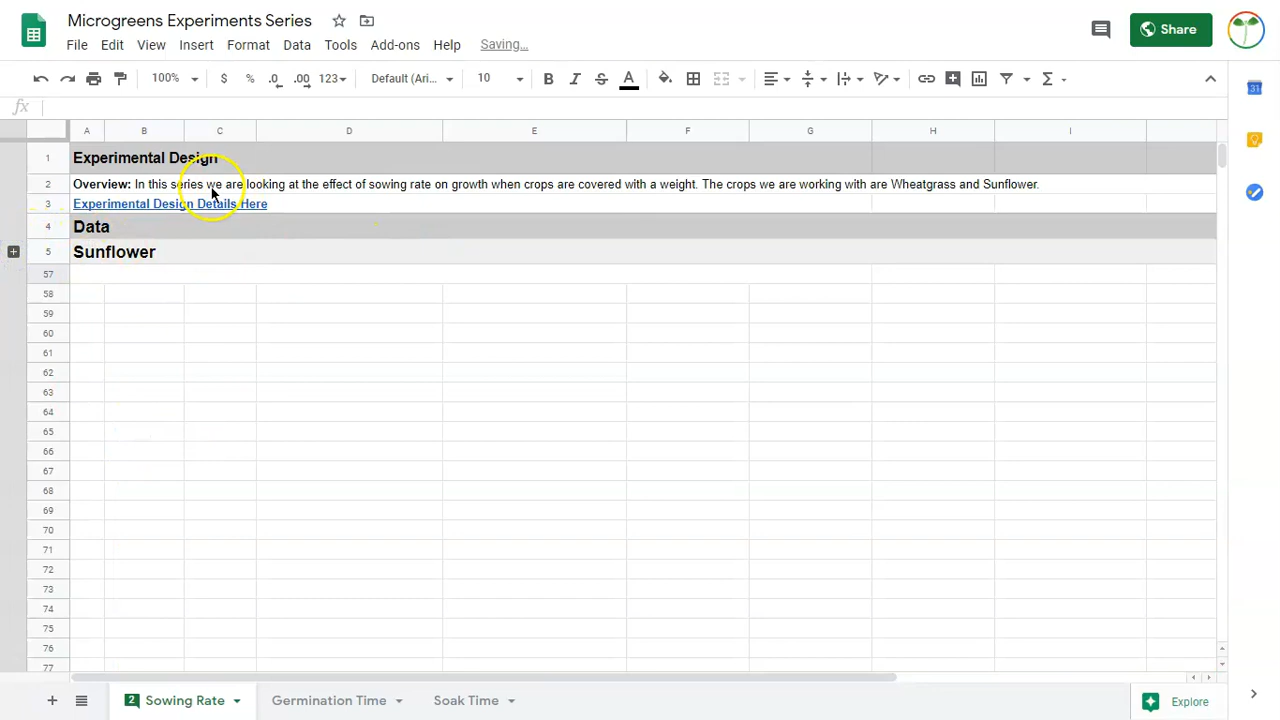 Microgreens Experiments Series
File Edit View Insert Format Data Tools Add-ons Help Saving...
Share
100% $ % .0 .00 123 Default (Ari... 10 B I S A Σ
fx
A B C D E F G H I
1 Experimental Design
2 Overview: In this series we are looking at the effect of sowing rate on growth when crops are covered with a weight. The crops we are working with are Wheatgrass and Sunflower.
3 Experimental Design Details Here
4 Data
5 Sunflower
57
58
59
60
61
62
63
64
65
66
67
68
69
70
71
72
73
74
75
76
77
2 Sowing Rate Germination Time Soak Time Explore
31